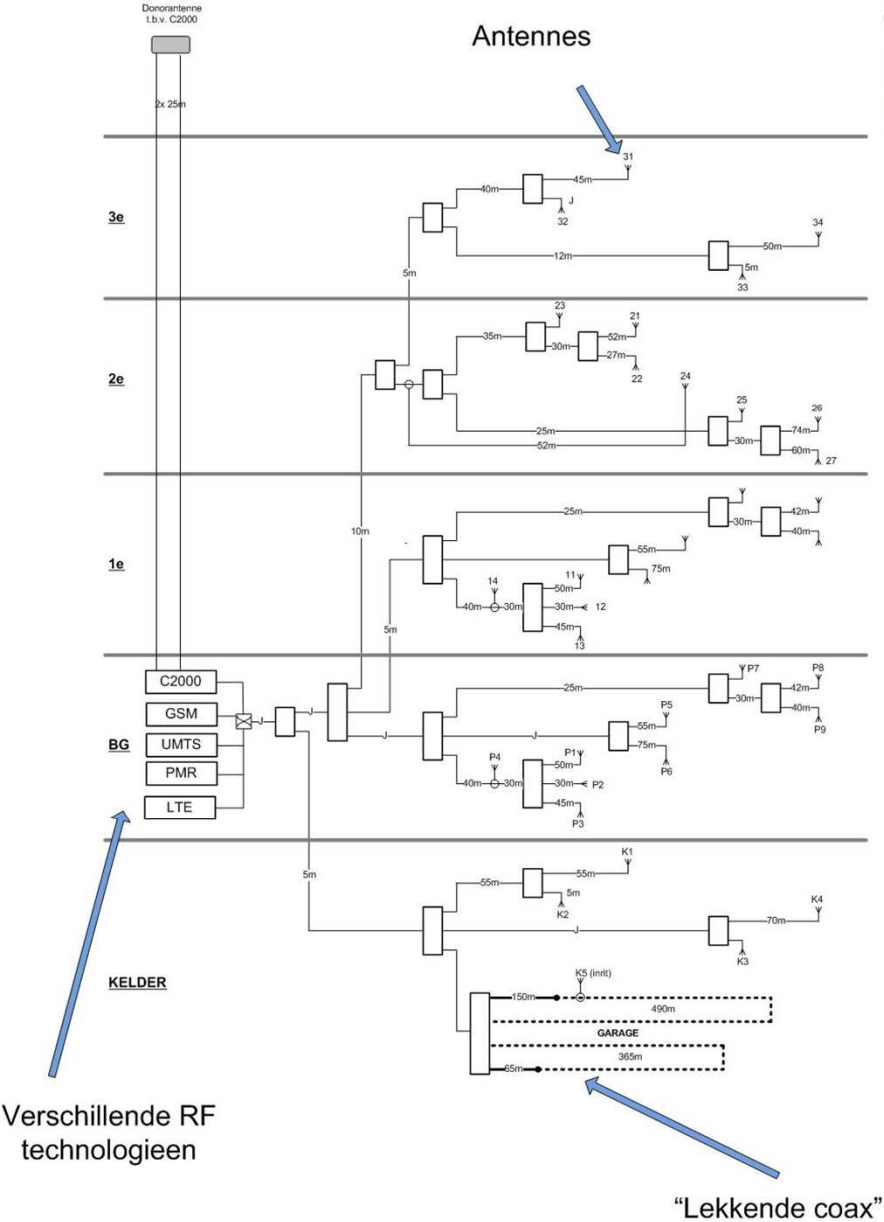 Donorantenne
t.b.v. C2000
Antennes
2x 25m
31
45m
40m
J
32
3e
34
50m
12m
5m
33
5m
23
21
35m
52m
30m
27m
22
2e
24
25
26
25m
74m
30m
52m
60m
27
25m
42m
30m
40m
10m
55m
1e
75m
14
11
50m
40m
30m
30m
12
45m
13
5m
P7
P8
C2000
25m
42m
30m
40m
P9
GSM
J
J
P5
55m
BG
UMTS
J
J
75m
P6
P4
P1
50m
PMR
40m
30m
30m
P2
45m
P3
LTE
K1
5m
55m
55m
5m
K2
K4
70m
J
K3
KELDER
K5 (inrit)
150m
490m
GARAGE
365m
65m
Verschillende RF
technologieen
“Lekkende coax”